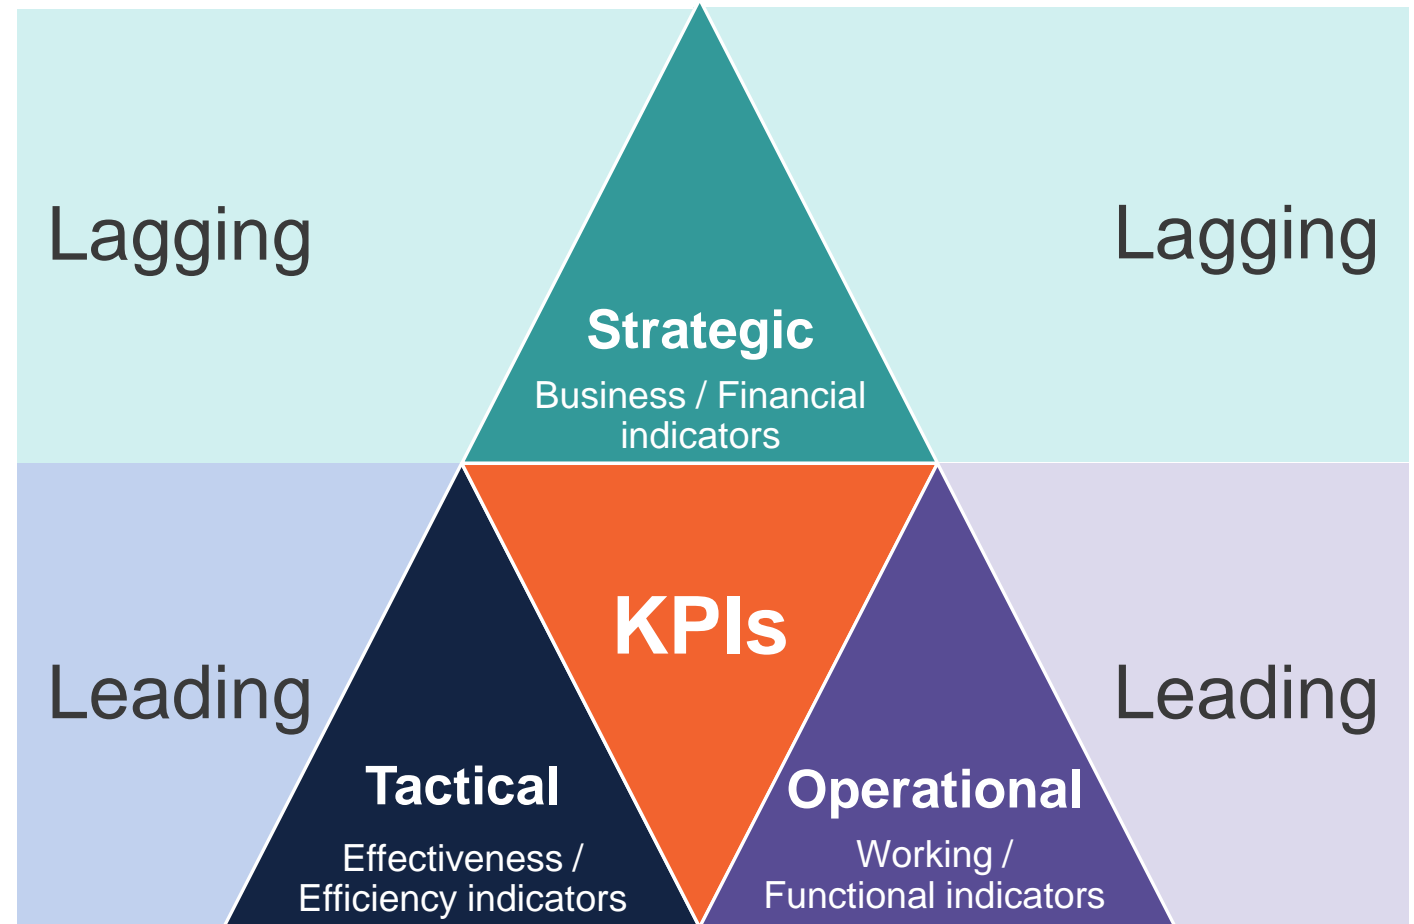 Lagging
Lagging
Strategic
Business / Financial
indicators
KPIs
Leading
Leading
Tactical
Effectiveness /
Efficiency indicators
Operational
Working /
Functional indicators